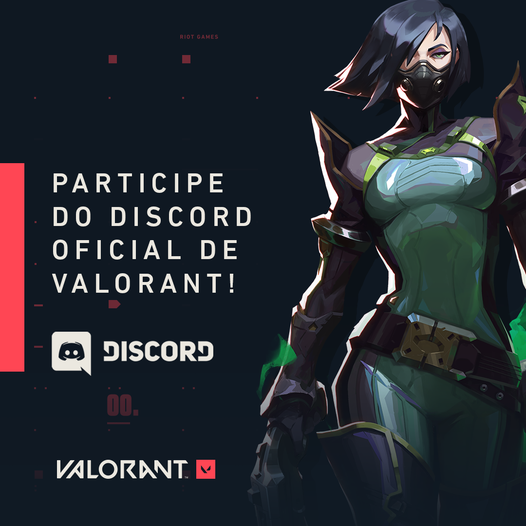 RIOT GAMES
PARTICIPE
DO DISCORD
OFICIAL DE
VALORANT!
DISCORD
00.
VALORANT